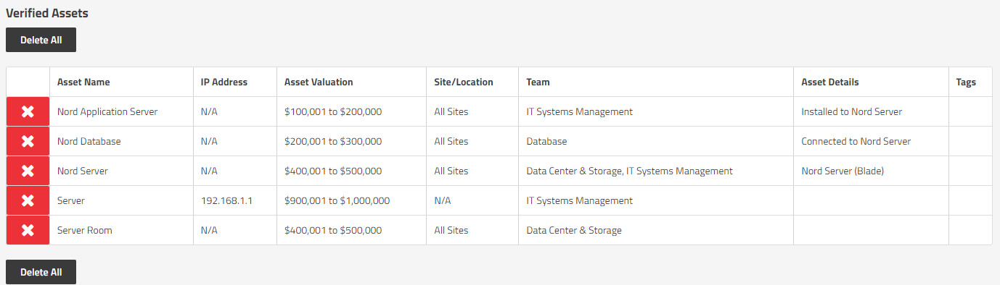 Verified Assets
Delete All
Asset Name IP Address Asset Valuation Site/Location Team Asset Details Tags
Nord Application Server N/A $100,001 to $200,000 All Sites IT Systems Management Installed to Nord Server
Nord Database N/A $200,001 to $300,000 All Sites Database Connected to Nord Server
Nord Server N/A $400,001 to $500,000 All Sites Data Center & Storage, IT Systems Management Nord Server (Blade)
Server 192.168.1.1 $900,001 to $1,000,000 N/A IT Systems Management
Server Room N/A $400,001 to $500,000 All Sites Data Center & Storage
Delete All